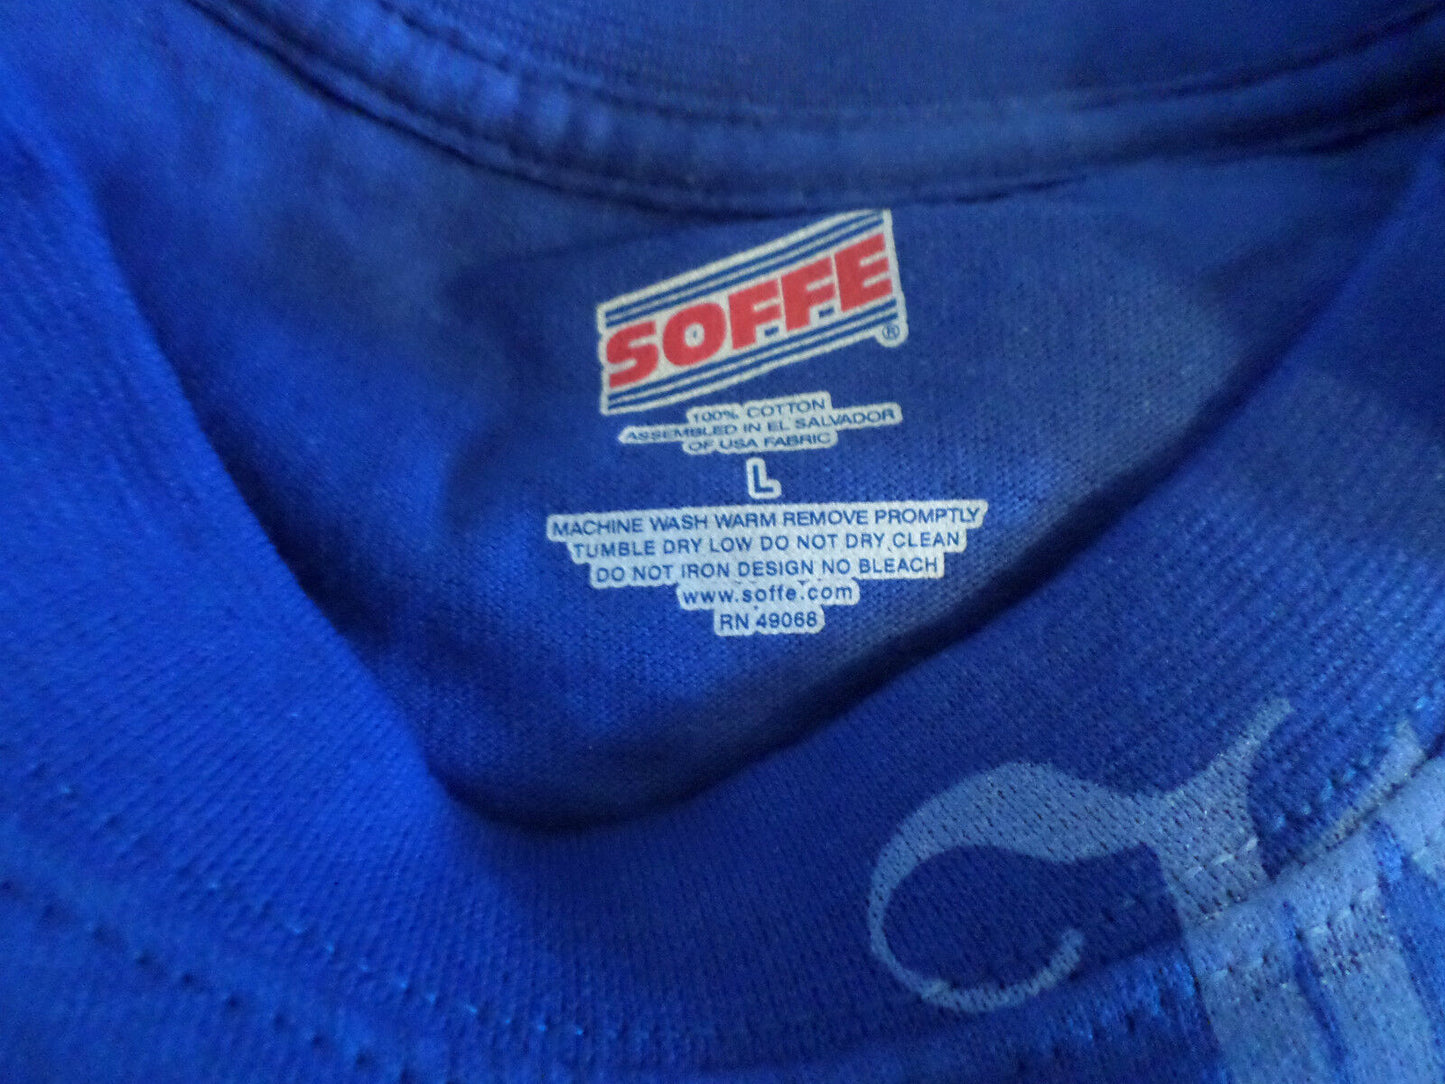 SOFFE®
100% COTTON
ASSEMBLED IN EL SALVADOR
OF USA FABRIC
L
MACHINE WASH WARM REMOVE PROMPTLY
TUMBLE DRY LOW DO NOT DRY CLEAN
DO NOT IRON DESIGN NO BLEACH
www.soffe.com
RN 49068